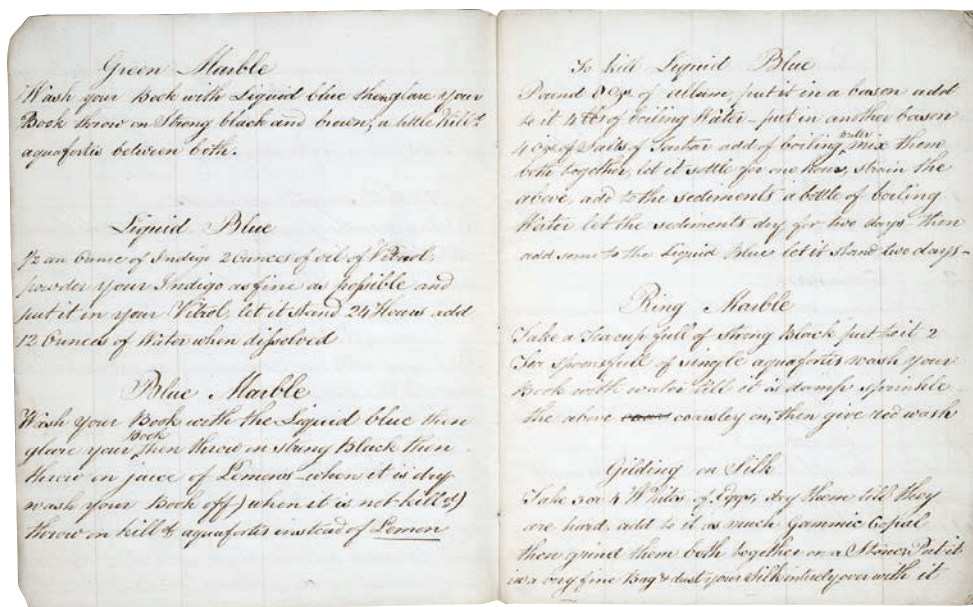 Green Marble
Wash your Book with Liquid blue then glare your
Book throw on Strong black and brown, a little Kill'd
aquafortis between both.
Liquid Blue
1/2 an Ounce of Indigo 2 Ounces of oil of Vitriol
powder your Indigo as fine as possible and
put it in your Vitrol, let it stand 24 Hours add
12 Ounces of Water when dissolved
Blue Marble
Wash your Book with the Liquid blue then
glare your Book then throw on strong Black then
throw on juice of Lemons - when it is dry
wash your Book off) when it is not kill'd)
throw on kill'd aquafortis instead of Lemon
To kill Liquid Blue
Pound 8 Ozs of allum, put it in a bason add
to it 4 lbs of boiling Water - put in another bason
4 Ozs of Salts of Tartar add of boiling water mix them
both together, let it settle for one hour, strain the
above, add to the sediments a bottle of boiling
Water let the sediments dry for two days - then
add some to the Liquid Blue let it stand two days -
Ring Marble
Take a Teacup full of Strong Black put to it 2
Tea spoonsfull of single aquafortis wash your
Book with water till it is damp sprinkle
the above coarsley on, then give red wash
Gilding on Silk
Take 3 or 4 Whites of Eggs, dry them till they
are hard, add to it as much Gammic Copal
then grind them both together on a Stone, Put it
in a very fine Bag & dust your Silk intirely over with it